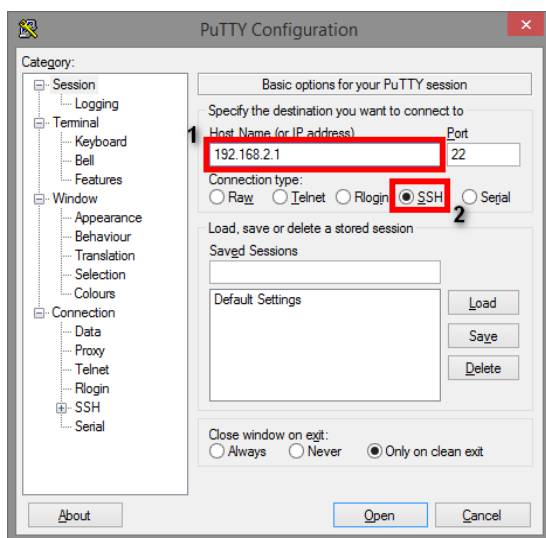 PuTTY Configuration
Category:
Session
Logging
Terminal
Keyboard
Bell
Features
Window
Appearance
Behaviour
Translation
Selection
Colours
Connection
Data
Proxy
Telnet
Rlogin
SSH
Serial
Basic options for your PuTTY session
Specify the destination you want to connect to
1 Host Name (or IP address) Port
192.168.2.1 22
Connection type:
Raw Telnet Rlogin SSH Serial
2
Load, save or delete a stored session
Saved Sessions
Default Settings
Load
Save
Delete
Close window on exit:
Always Never Only on clean exit
About Open Cancel